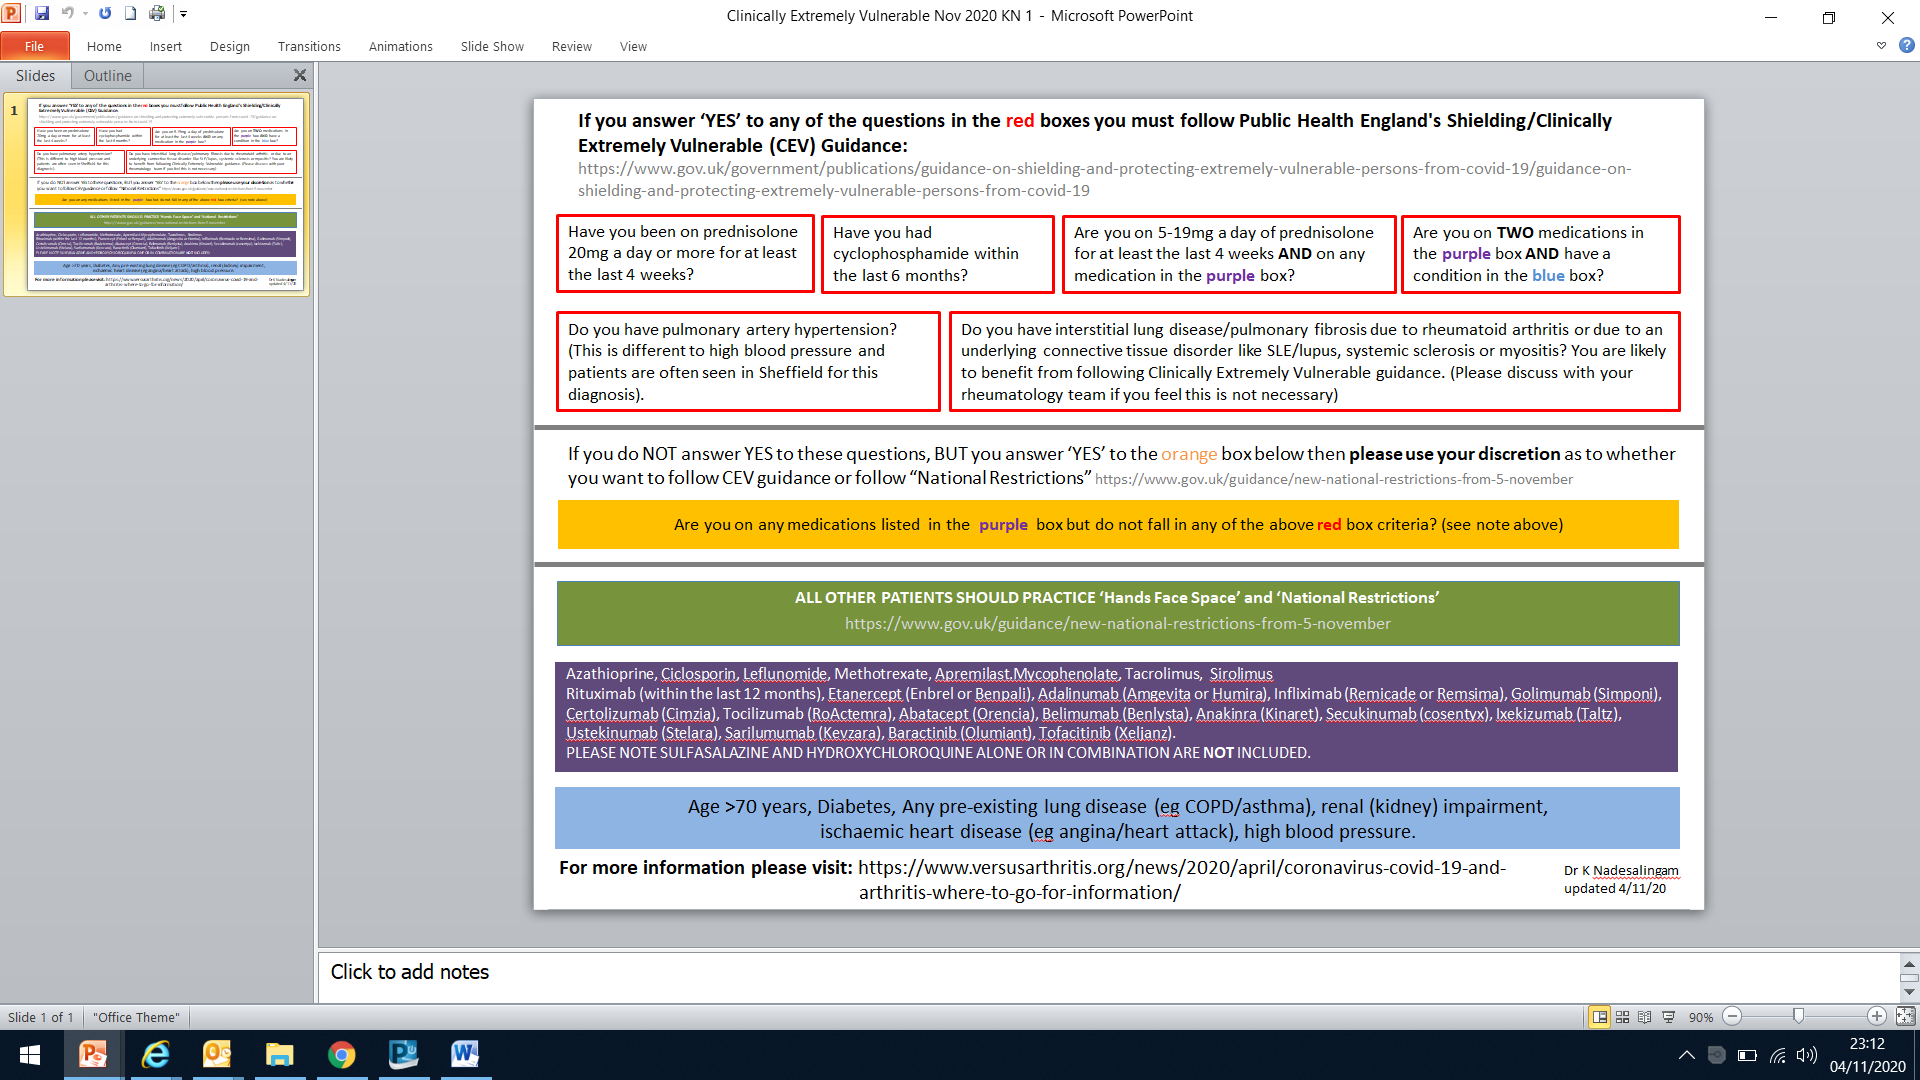 Clinically Extremely Vulnerable Nov 2020 KN 1 - Microsoft PowerPoint
File Home Insert Design Transitions Animations Slide Show Review View
Slides Outline
1
If you answer ‘YES’ to any of the questions in the red boxes you must follow Public Health England's Shielding/Clinically
Extremely Vulnerable (CEV) Guidance:
https://www.gov.uk/government/publications/guidance-on-shielding-and-protecting-extremely-vulnerable-persons-from-covid-19/guidance-on-
shielding-and-protecting-extremely-vulnerable-persons-from-covid-19
Have you been on prednisolone
20mg a day or more for at least
the last 4 weeks?
Have you had
cyclophosphamide within
the last 6 months?
Are you on 5-19mg a day of prednisolone
for at least the last 4 weeks AND on any
medication in the purple box?
Are you on TWO medications in
the purple box AND have a
condition in the blue box?
Do you have pulmonary artery hypertension?
(This is different to high blood pressure and
patients are often seen in Sheffield for this
diagnosis).
Do you have interstitial lung disease/pulmonary fibrosis due to rheumatoid arthritis or due to an
underlying connective tissue disorder like SLE/lupus, systemic sclerosis or myositis? You are likely
to benefit from following Clinically Extremely Vulnerable guidance. (Please discuss with your
rheumatology team if you feel this is not necessary)
If you do NOT answer YES to these questions, BUT you answer ‘YES’ to the orange box below then please use your discretion as to whether
you want to follow CEV guidance or follow “National Restrictions” https://www.gov.uk/guidance/new-national-restrictions-from-5-november
Are you on any medications listed in the purple box but do not fall in any of the above red box criteria? (see note above)
ALL OTHER PATIENTS SHOULD PRACTICE ‘Hands Face Space’ and ‘National Restrictions’
https://www.gov.uk/guidance/new-national-restrictions-from-5-november
Azathioprine, Ciclosporin, Leflunomide, Methotrexate, Apremilast.Mycophenolate, Tacrolimus, Sirolimus
Rituximab (within the last 12 months), Etanercept (Enbrel or Benpali), Adalinumab (Amgevita or Humira), Infliximab (Remicade or Remsima), Golimumab (Simponi),
Certolizumab (Cimzia), Tocilizumab (RoActemra), Abatacept (Orencia), Belimumab (Benlysta), Anakinra (Kinaret), Secukinumab (cosentyx), Ixekizumab (Taltz),
Ustekinumab (Stelara), Sarilumumab (Kevzara), Baractinib (Olumiant), Tofacitinib (Xeljanz).
PLEASE NOTE SULFASALAZINE AND HYDROXYCHLOROQUINE ALONE OR IN COMBINATION ARE NOT INCLUDED.
Age >70 years, Diabetes, Any pre-existing lung disease (eg COPD/asthma), renal (kidney) impairment,
ischaemic heart disease (eg angina/heart attack), high blood pressure.
For more information please visit: https://www.versusarthritis.org/news/2020/april/coronavirus-covid-19-and-
arthritis-where-to-go-for-information/
Dr K Nadesalingam
updated 4/11/20
Click to add notes
Slide 1 of 1 "Office Theme" 90%
23:12
04/11/2020